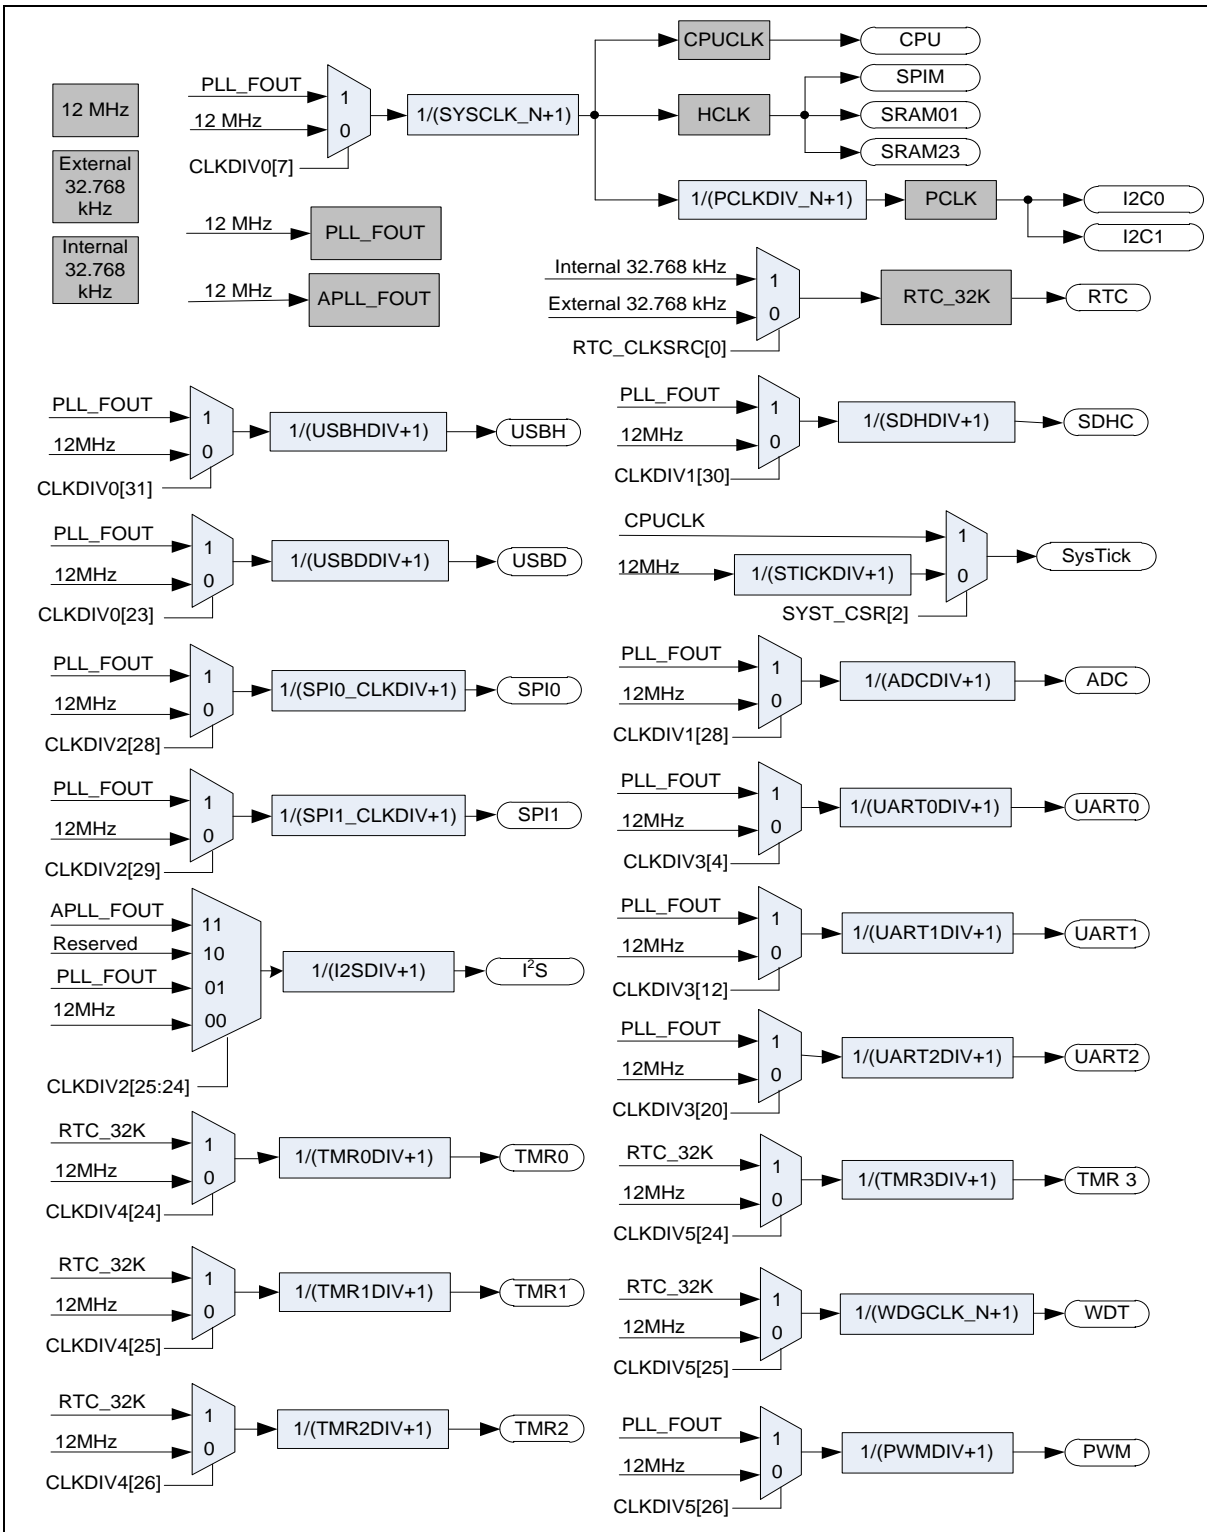 12 MHz
External
32.768
kHz
Internal
32.768
kHz
PLL_FOUT
12 MHz
1
0
CLKDIV0[7]
1/(SYSCLK_N+1)
CPUCLK
CPU
HCLK
SPIM
SRAM01
SRAM23
1/(PCLKDIV_N+1)
PCLK
I2C0
I2C1
12 MHz
PLL_FOUT
12 MHz
APLL_FOUT
Internal 32.768 kHz
External 32.768 kHz
1
0
RTC_CLKSRC[0]
RTC_32K
RTC
PLL_FOUT
12MHz
1
0
CLKDIV0[31]
1/(USBHDIV+1)
USBH
PLL_FOUT
12MHz
1
0
CLKDIV1[30]
1/(SDHDIV+1)
SDHC
PLL_FOUT
12MHz
1
0
CLKDIV0[23]
1/(USBDDIV+1)
USBD
CPUCLK
12MHz
1/(STICKDIV+1)
1
0
SYST_CSR[2]
SysTick
PLL_FOUT
12MHz
1
0
CLKDIV2[28]
1/(SPI0_CLKDIV+1)
SPI0
PLL_FOUT
12MHz
1
0
CLKDIV1[28]
1/(ADCDIV+1)
ADC
PLL_FOUT
12MHz
1
0
CLKDIV2[29]
1/(SPI1_CLKDIV+1)
SPI1
PLL_FOUT
12MHz
1
0
CLKDIV3[4]
1/(UART0DIV+1)
UART0
APLL_FOUT
Reserved
PLL_FOUT
12MHz
11
10
01
00
CLKDIV2[25:24]
1/(I2SDIV+1)
I²S
PLL_FOUT
12MHz
1
0
CLKDIV3[12]
1/(UART1DIV+1)
UART1
PLL_FOUT
12MHz
1
0
CLKDIV3[20]
1/(UART2DIV+1)
UART2
RTC_32K
12MHz
1
0
CLKDIV4[24]
1/(TMR0DIV+1)
TMR0
RTC_32K
12MHz
1
0
CLKDIV5[24]
1/(TMR3DIV+1)
TMR 3
RTC_32K
12MHz
1
0
CLKDIV4[25]
1/(TMR1DIV+1)
TMR1
RTC_32K
12MHz
1
0
CLKDIV5[25]
1/(WDGCLK_N+1)
WDT
RTC_32K
12MHz
1
0
CLKDIV4[26]
1/(TMR2DIV+1)
TMR2
PLL_FOUT
12MHz
1
0
CLKDIV5[26]
1/(PWMDIV+1)
PWM